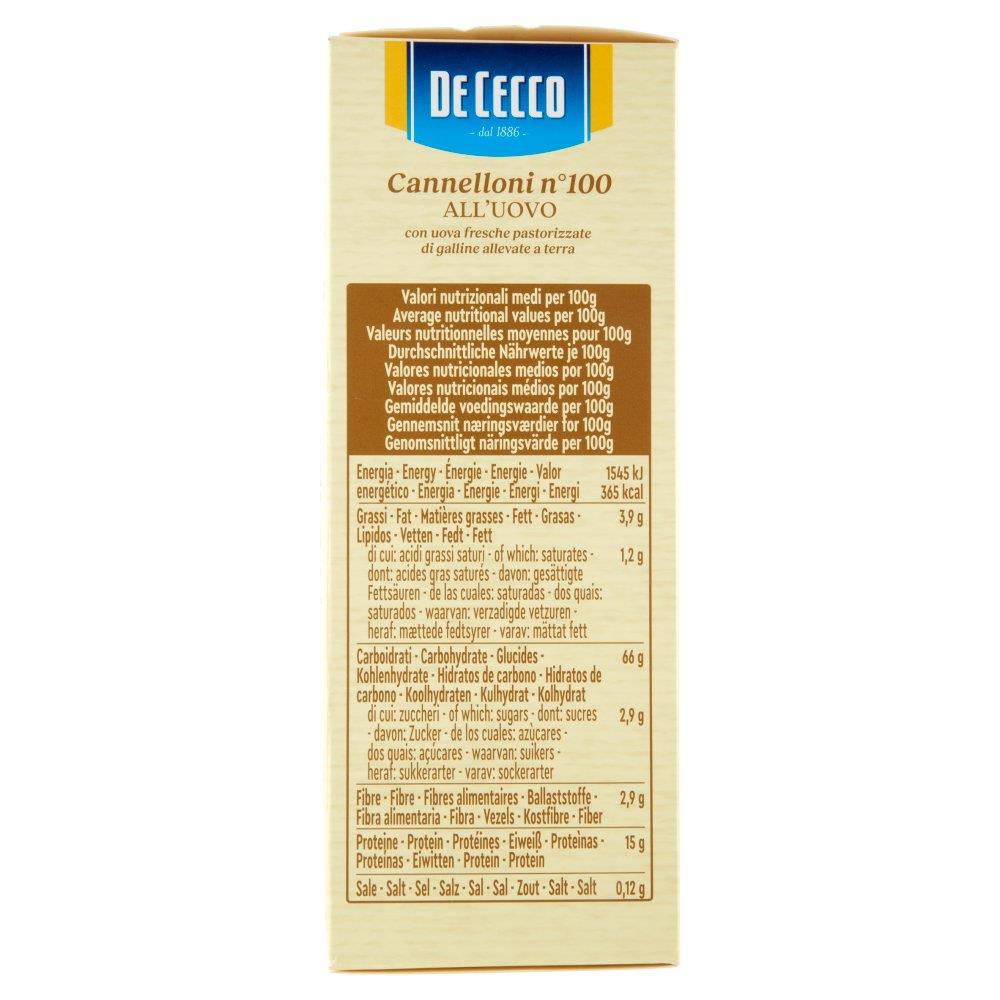 DE CECCO
- dal 1886 -
Cannelloni n°100
ALL'UOVO
con uova fresche pastorizzate
di galline allevate a terra
Valori nutrizionali medi per 100g
Average nutritional values per 100g
Valeurs nutritionnelles moyennes pour 100g
Durchschnittliche Nährwerte je 100g
Valores nutricionales medios por 100g
Valores nutricionais médios por 100g
Gemiddelde voedingswaarde per 100g
Gennemsnit næringsværdier for 100g
Genomsnittligt näringsvärde per 100g
Energia - Energy - Énergie - Energie - Valor 1545 kJ
energético - Energia - Energie - Energi - Energi 365 kcal
Grassi - Fat - Matières grasses - Fett - Grasas - 3,9 g
Lipidos - Vetten - Fedt - Fett
di cui: acidi grassi saturi - of which: saturates - 1,2 g
dont: acides gras saturés - davon: gesättigte
Fettsäuren - de las cuales: saturadas - dos quais:
saturados - waarvan: verzadigde vetzuren -
heraf: mættede fedtsyrer - varav: mättat fett
Carboidrati - Carbohydrate - Glucides - 66 g
Kohlenhydrate - Hidratos de carbono - Hidratos de
carbono - Koolhydraten - Kulhydrat - Kolhydrat
di cui: zuccheri - of which: sugars - dont: sucres 2,9 g
- davon: Zucker - de los cuales: azùcares -
dos quais: açúcares - waarvan: suikers -
heraf: sukkerarter - varav: sockerarter
Fibre - Fibre - Fibres alimentaires - Ballaststoffe - 2,9 g
Fibra alimentaria - Fibra - Vezels - Kostfibre - Fiber
Proteine - Protein - Protéines - Eiweiß - Proteìnas - 15 g
Proteínas - Eiwitten - Protein - Protein
Sale - Salt - Sel - Salz - Sal - Sal - Zout - Salt - Salt 0,12 g